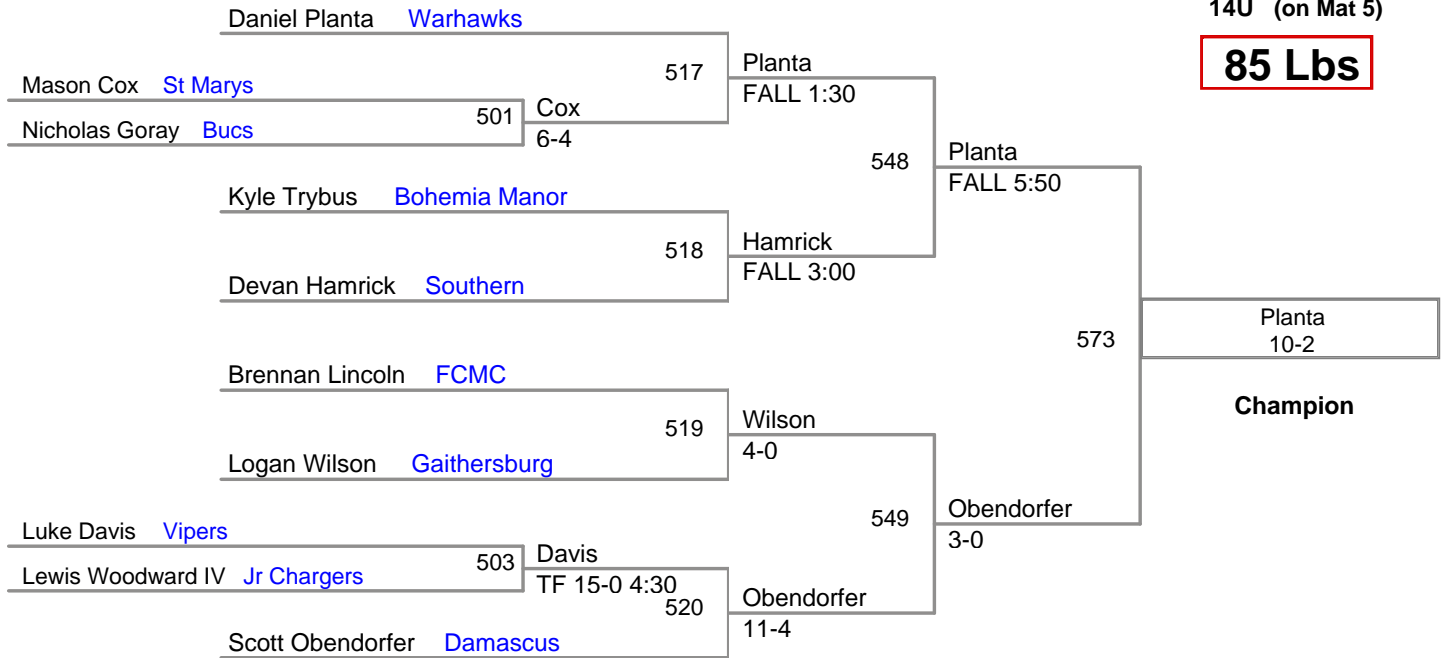 14U (on Mat 5)
85 Lbs
Daniel Planta Warhawks
Mason Cox St Marys
501
Nicholas Goray Bucs
Cox
6-4
517
Planta
FALL 1:30
Kyle Trybus Bohemia Manor
518
Devan Hamrick Southern
Hamrick
FALL 3:00
548
Planta
FALL 5:50
Brennan Lincoln FCMC
519
Logan Wilson Gaithersburg
Wilson
4-0
Luke Davis Vipers
503
Lewis Woodward IV Jr Chargers
Davis
TF 15-0 4:30
520
Scott Obendorfer Damascus
Obendorfer
11-4
549
Obendorfer
3-0
573
Planta
10-2
Champion